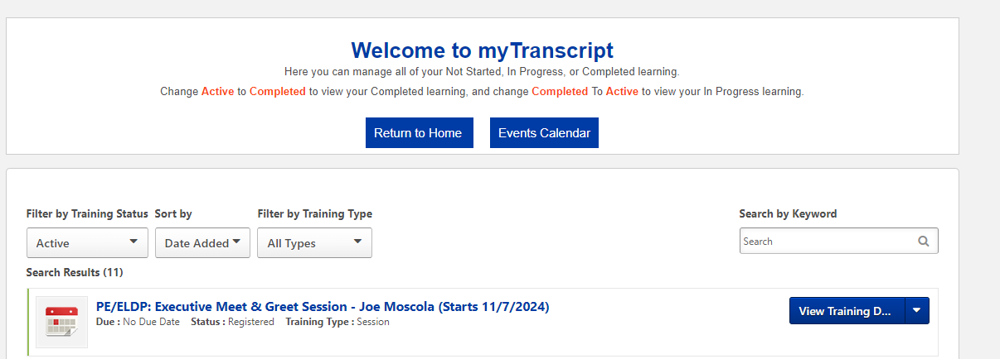 Welcome to myTranscript
Here you can manage all of your Not Started, In Progress, or Completed learning.
Change Active to Completed to view your Completed learning, and change Completed To Active to view your In Progress learning.
Return to Home
Events Calendar
Filter by Training Status
Sort by
Filter by Training Type
Search by Keyword
Active
Date Added
All Types
Search
Search Results (11)
PE/ELDP: Executive Meet & Greet Session - Joe Moscola (Starts 11/7/2024)
Due : No Due Date Status : Registered Training Type : Session
View Training D...